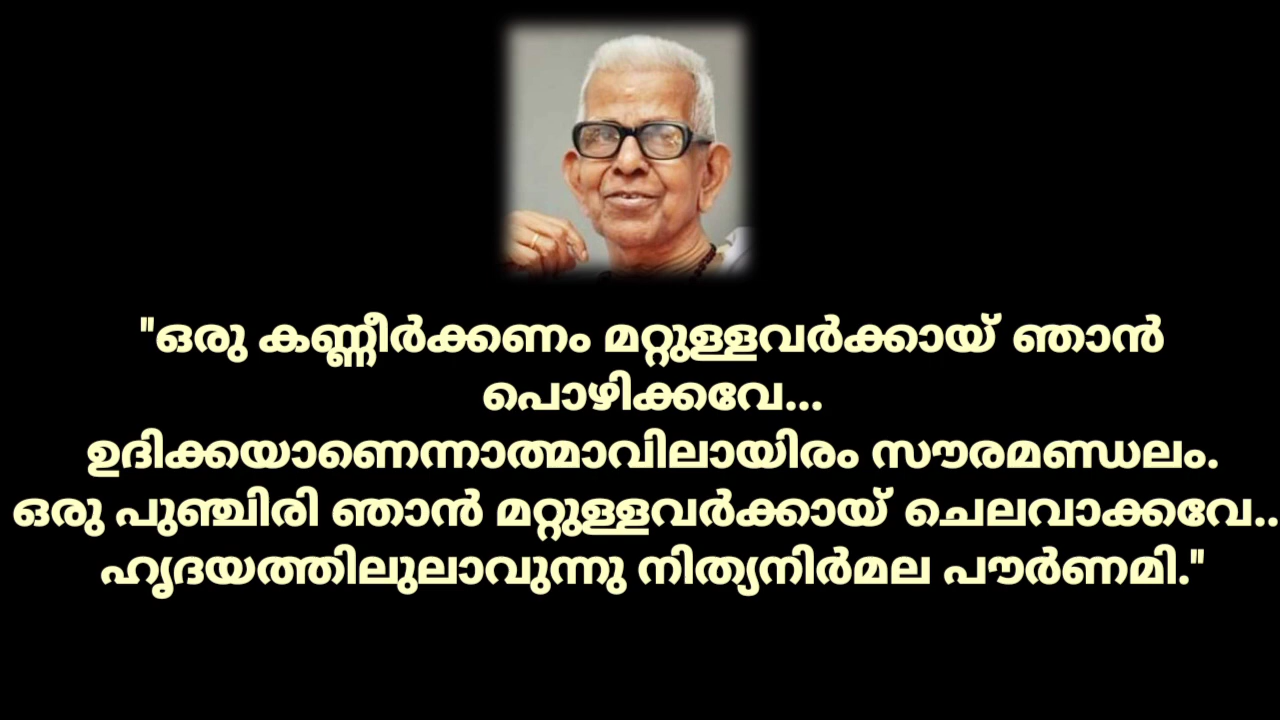 "ഒരു കണ്ണീർക്കണം മറ്റുള്ളവർക്കായ് ഞാൻ
പൊഴിക്കവേ...
ഉദിക്കയാണെന്നാത്മാവിലായിരം സൗരമണ്ഡലം.
ഒരു പുഞ്ചിരി ഞാൻ മറ്റുള്ളവർക്കായ് ചെലവാക്കവേ..
ഹൃദയത്തിലുലാവുന്നു നിത്യനിർമല പൗർണമി."